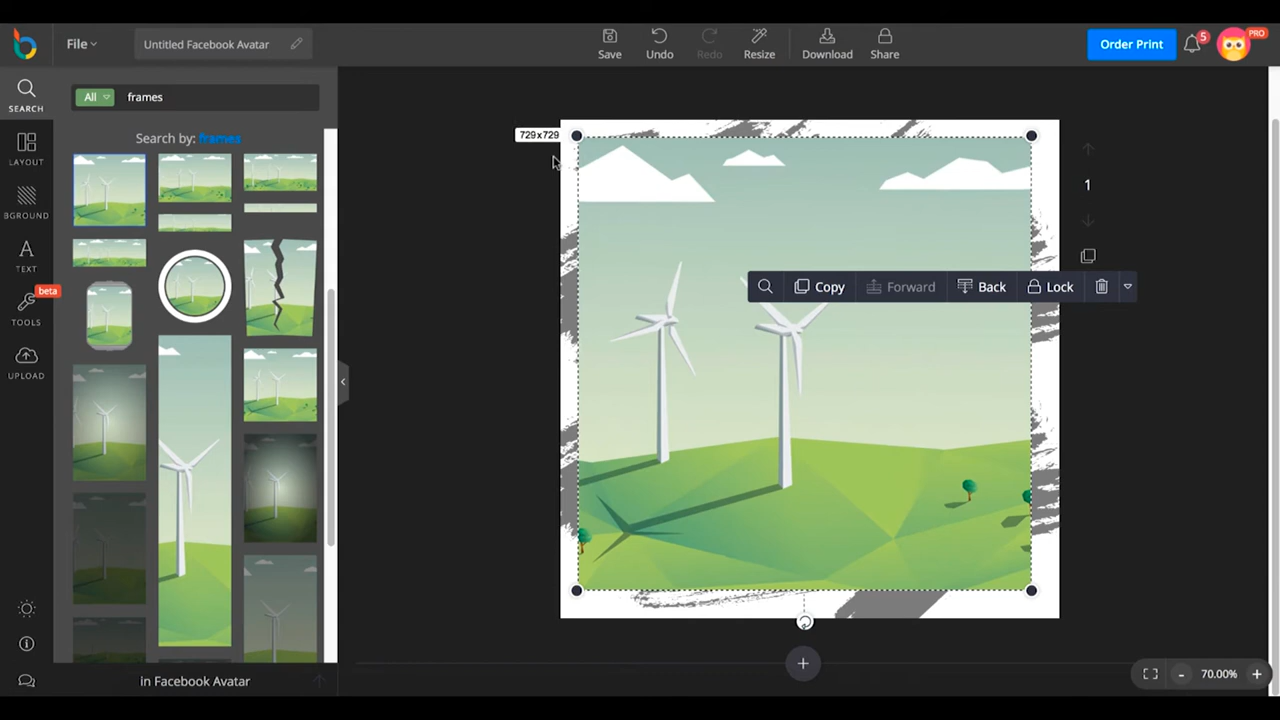 File
Untitled Facebook Avatar
Save
Undo
Redo
Resize
Download
Share
Order Print
5
PRO
SEARCH
LAYOUT
BGROUND
TEXT
beta
TOOLS
UPLOAD
All
frames
Search by: frames
in Facebook Avatar
729x729
Copy
Forward
Back
Lock
1
+
- 70.00% +